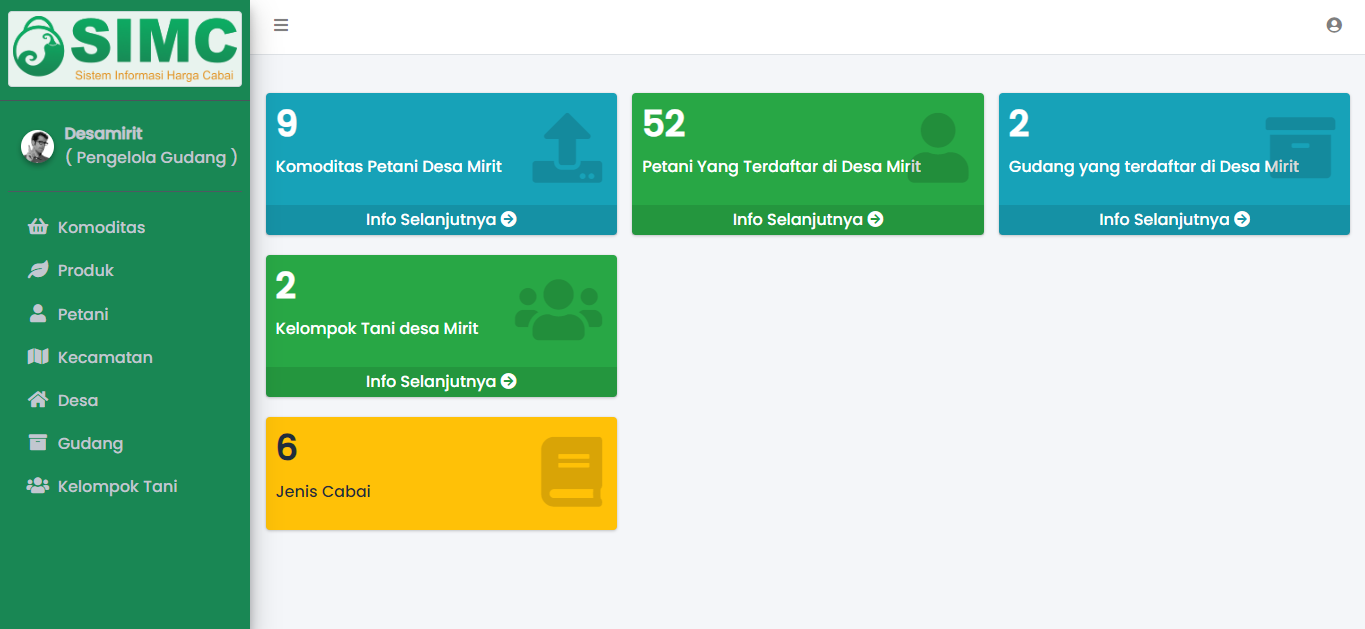 SIMC
Sistem Informasi Harga Cabai
Desamirit
( Pengelola Gudang )
Komoditas
Produk
Petani
Kecamatan
Desa
Gudang
Kelompok Tani
9
Komoditas Petani Desa Mirit
Info Selanjutnya
52
Petani Yang Terdaftar di Desa Mirit
Info Selanjutnya
2
Gudang yang terdaftar di Desa Mirit
Info Selanjutnya
2
Kelompok Tani desa Mirit
Info Selanjutnya
6
Jenis Cabai